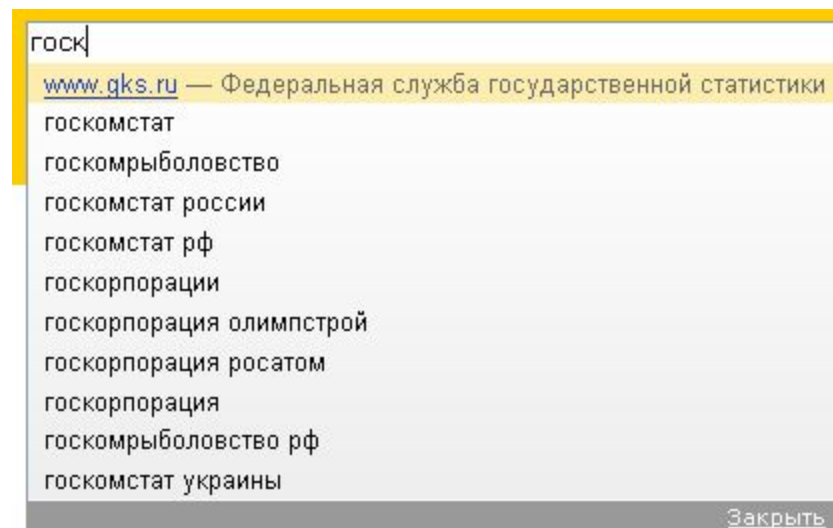 госк
www.gks.ru — Федеральная служба государственной статистики
госкомстат
госкомрыболовство
госкомстат россии
госкомстат рф
госкорпорации
госкорпорация олимпстрой
госкорпорация росатом
госкорпорация
госкомрыболовство рф
госкомстат украины
Закрыть